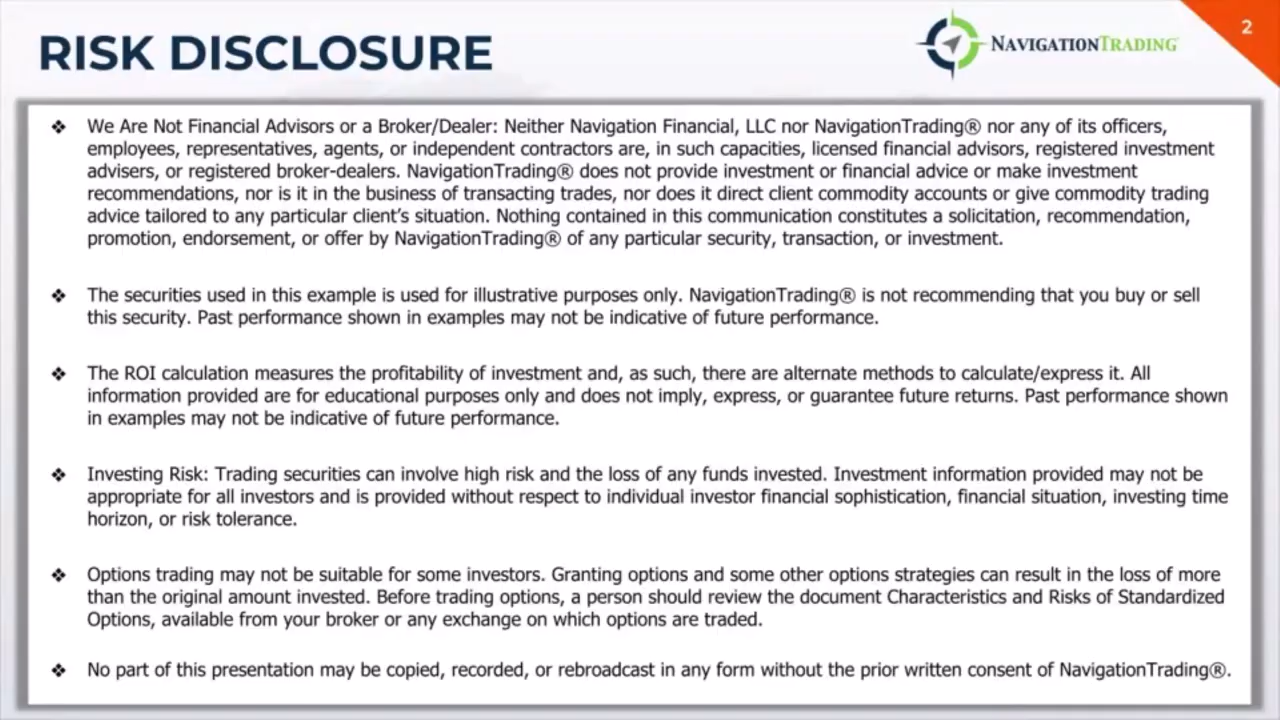 RISK DISCLOSURE
NAVIGATIONTRADING
2
❖ We Are Not Financial Advisors or a Broker/Dealer: Neither Navigation Financial, LLC nor NavigationTrading® nor any of its officers,
employees, representatives, agents, or independent contractors are, in such capacities, licensed financial advisors, registered investment
advisers, or registered broker-dealers. NavigationTrading® does not provide investment or financial advice or make investment
recommendations, nor is it in the business of transacting trades, nor does it direct client commodity accounts or give commodity trading
advice tailored to any particular client's situation. Nothing contained in this communication constitutes a solicitation, recommendation,
promotion, endorsement, or offer by NavigationTrading® of any particular security, transaction, or investment.
❖ The securities used in this example is used for illustrative purposes only. NavigationTrading® is not recommending that you buy or sell
this security. Past performance shown in examples may not be indicative of future performance.
❖ The ROI calculation measures the profitability of investment and, as such, there are alternate methods to calculate/express it. All
information provided are for educational purposes only and does not imply, express, or guarantee future returns. Past performance shown
in examples may not be indicative of future performance.
❖ Investing Risk: Trading securities can involve high risk and the loss of any funds invested. Investment information provided may not be
appropriate for all investors and is provided without respect to individual investor financial sophistication, financial situation, investing time
horizon, or risk tolerance.
❖ Options trading may not be suitable for some investors. Granting options and some other options strategies can result in the loss of more
than the original amount invested. Before trading options, a person should review the document Characteristics and Risks of Standardized
Options, available from your broker or any exchange on which options are traded.
❖ No part of this presentation may be copied, recorded, or rebroadcast in any form without the prior written consent of NavigationTrading®.